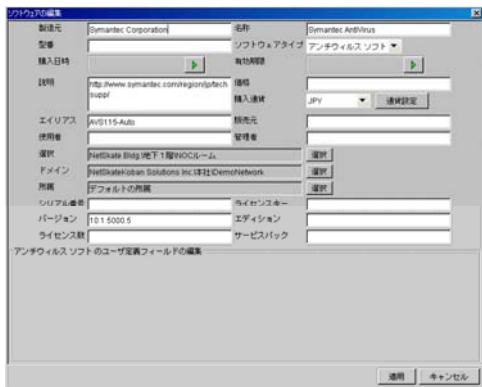 ソフトウェアの編集
製造元 Symantec Corporation 名称 Symantec AntiVirus
型番 ソフトウェアタイプ アンチウィルス ソフト
購入日時 有効期限
説明 http://www.symantec.com/region/jp/tech 価格
supp/ 購入通貨 JPY 通貨設定
エイリアス AVS115-Auto 販売元
使用者 管理者
選択 NetSkate Bldg.\地下1階\NOCルーム 選択
ドメイン NetSkateKoban Solutions Inc.\本社\DemoNetwork 選択
所属 デフォルトの所属 選択
シリアル番号 ライセンスキー
バージョン 10.1.5000.5 エディション
ライセンス数 サービスパック
アンチウィルス ソフトのユーザ定義フィールドの編集
適用 キャンセル